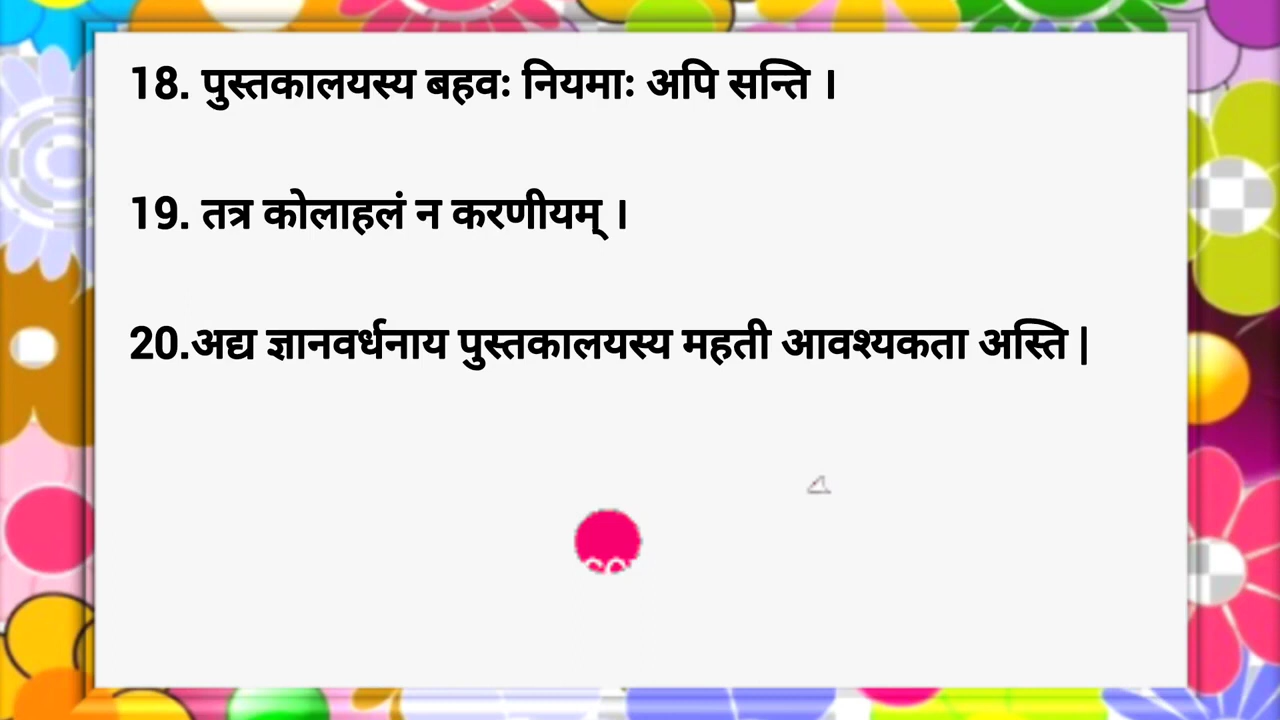 18. पुस्तकालयस्य बहवः नियमाः अपि सन्ति ।
19. तत्र कोलाहलं न करणीयम् ।
20.अद्य ज्ञानवर्धनाय पुस्तकालयस्य महती आवश्यकता अस्ति |